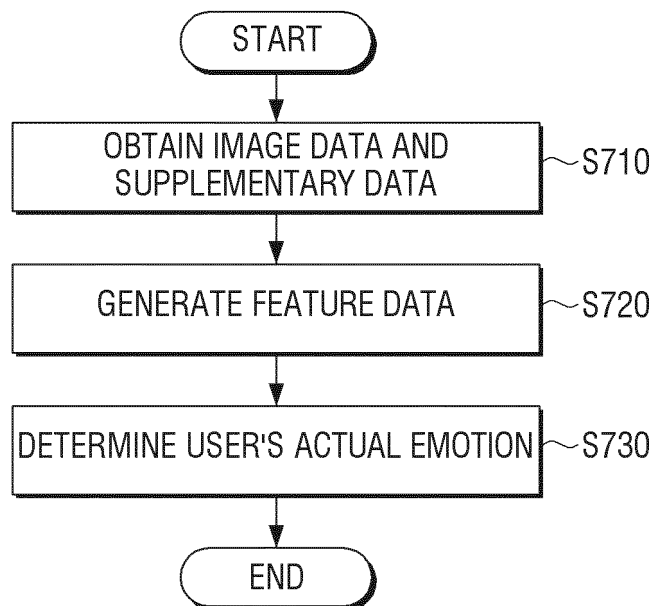 START
OBTAIN IMAGE DATA AND
SUPPLEMENTARY DATA
S710
GENERATE FEATURE DATA
S720
DETERMINE USER'S ACTUAL EMOTION
S730
END